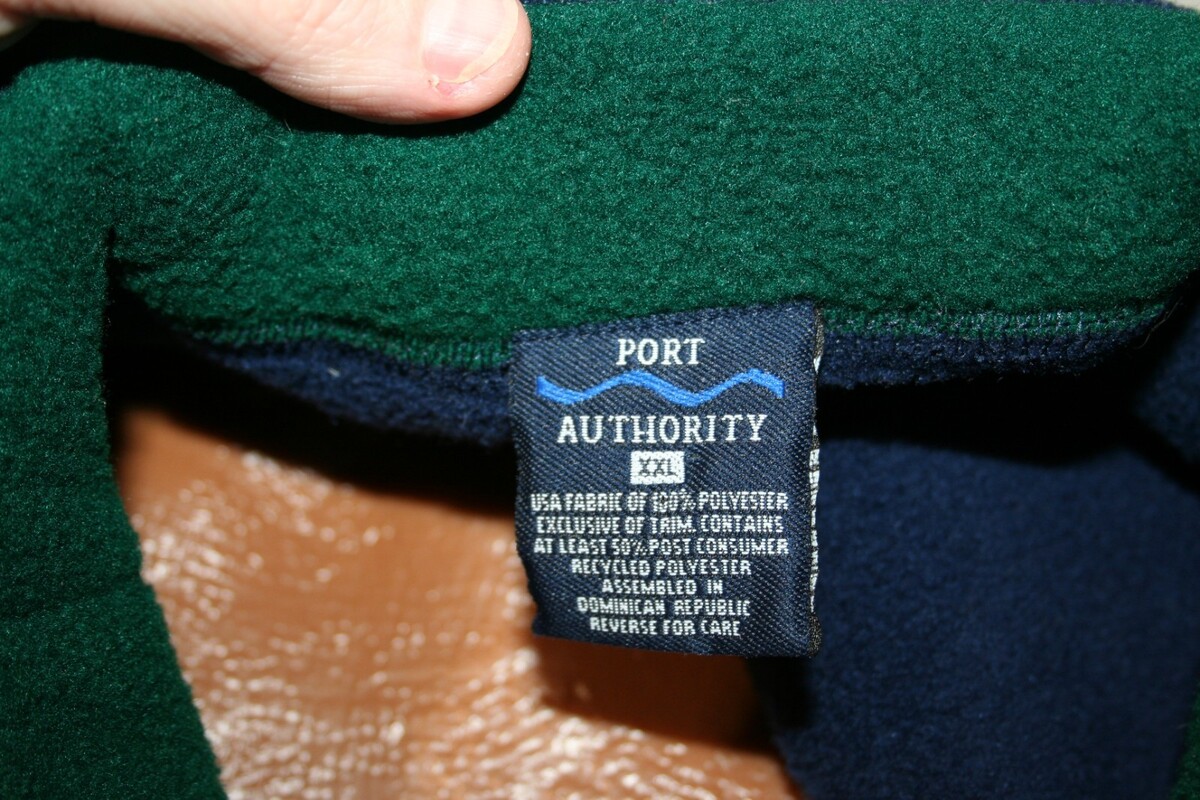 PORT
AUTHORITY
XXL
USA FABRIC OF 100% POLYESTER
EXCLUSIVE OF TRIM. CONTAINS
AT LEAST 50% POST CONSUMER
RECYCLED POLYESTER
ASSEMBLED IN
DOMINICAN REPUBLIC
REVERSE FOR CARE